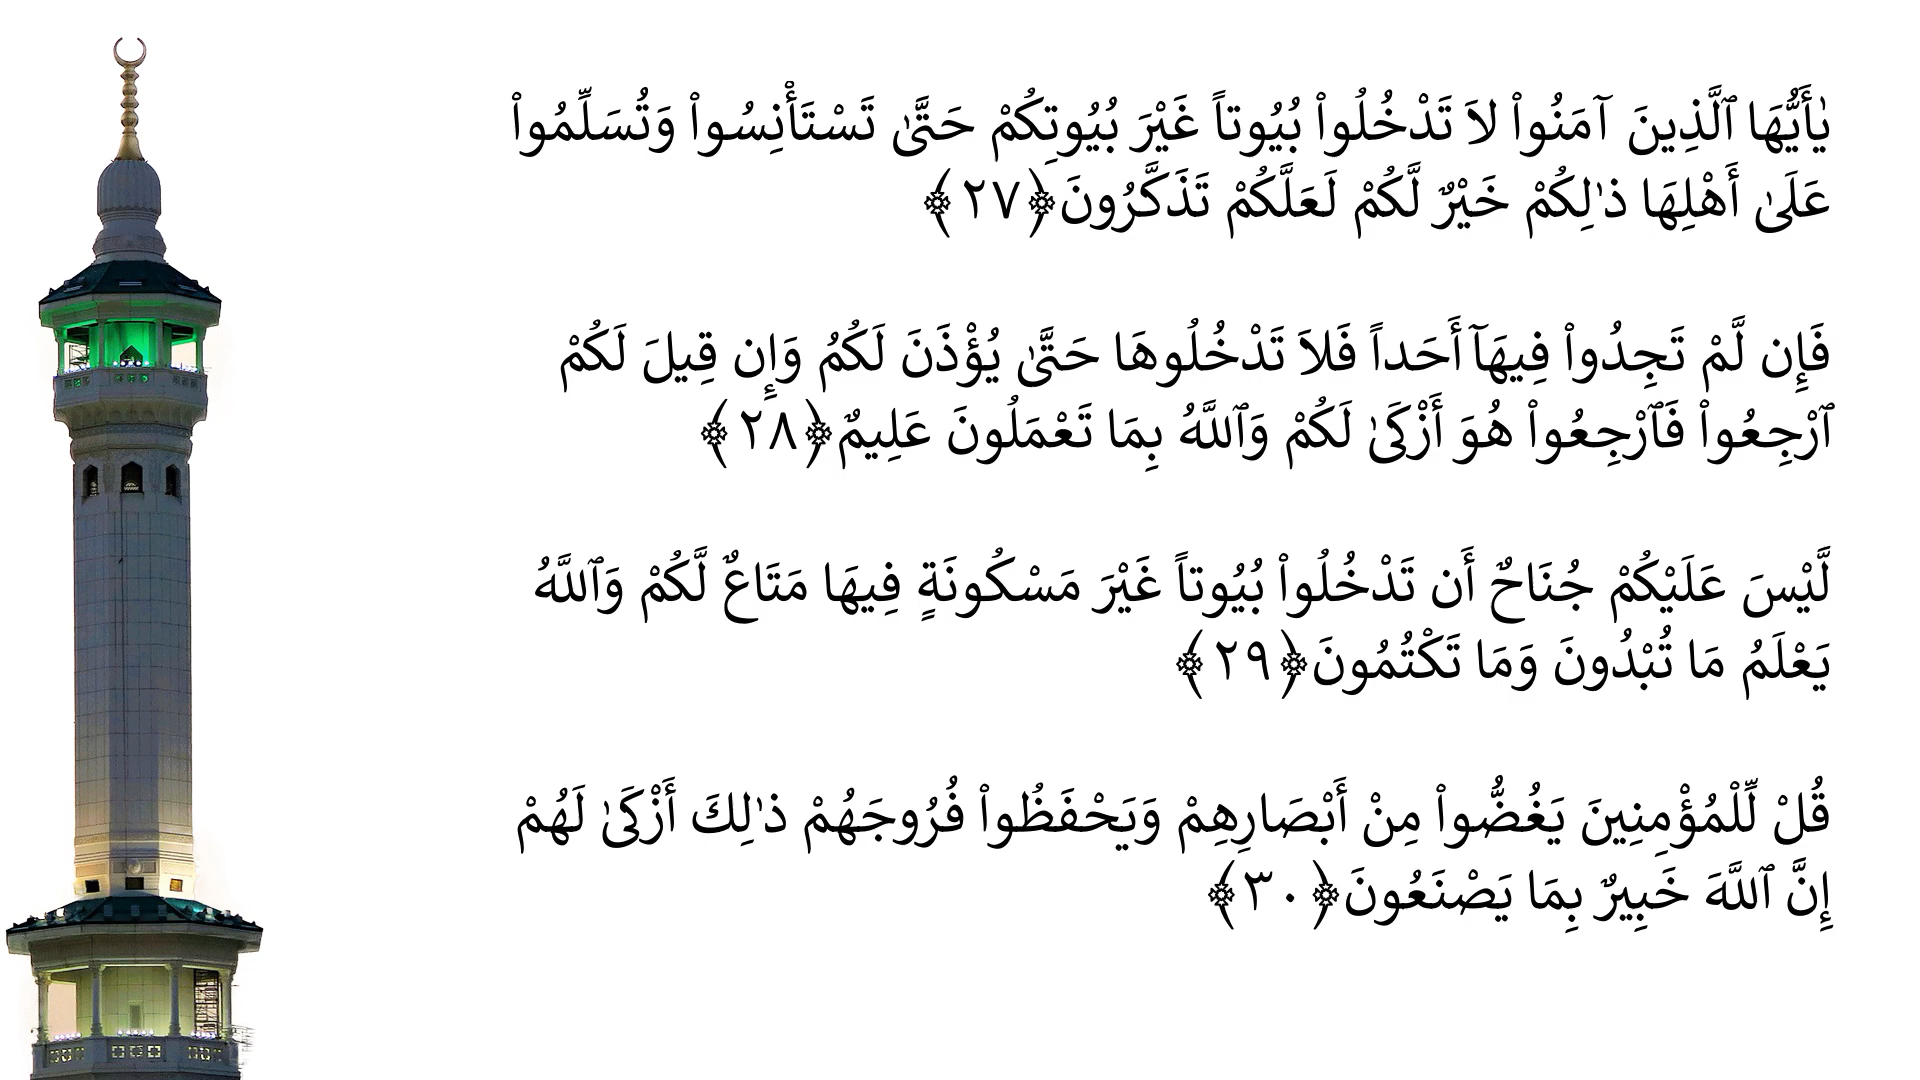 يٰأَيُّهَا ٱلَّذِينَ آمَنُواْ لاَ تَدْخُلُواْ بُيُوتاً غَيْرَ بُيُوتِكُمْ حَتَّىٰ تَسْتَأْنِسُواْ وَتُسَلِّمُواْ
عَلَىٰ أَهْلِهَا ذٰلِكُمْ خَيْرٌ لَّكُمْ لَعَلَّكُمْ تَذَكَّرُونَ ﴿٢٧﴾
فَإِن لَّمْ تَجِدُواْ فِيهَآ أَحَداً فَلاَ تَدْخُلُوهَا حَتَّىٰ يُؤْذَنَ لَكُمُ وَإِن قِيلَ لَكُمْ
ٱرْجِعُواْ فَٱرْجِعُواْ هُوَ أَزْكَىٰ لَكُمْ وَٱللَّهُ بِمَا تَعْمَلُونَ عَلِيمٌ ﴿٢٨﴾
لَّيْسَ عَلَيْكُمْ جُنَاحٌ أَن تَدْخُلُواْ بُيُوتاً غَيْرَ مَسْكُونَةٍ فِيهَا مَتَاعٌ لَّكُمْ وَٱللَّهُ
يَعْلَمُ مَا تُبْدُونَ وَمَا تَكْتُمُونَ ﴿٢٩﴾
قُلْ لِّلْمُؤْمِنِينَ يَغُضُّواْ مِنْ أَبْصَارِهِمْ وَيَحْفَظُواْ فُرُوجَهُمْ ذٰلِكَ أَزْكَىٰ لَهُمْ
إِنَّ ٱللَّهَ خَبِيرٌ بِمَا يَصْنَعُونَ ﴿٣٠﴾